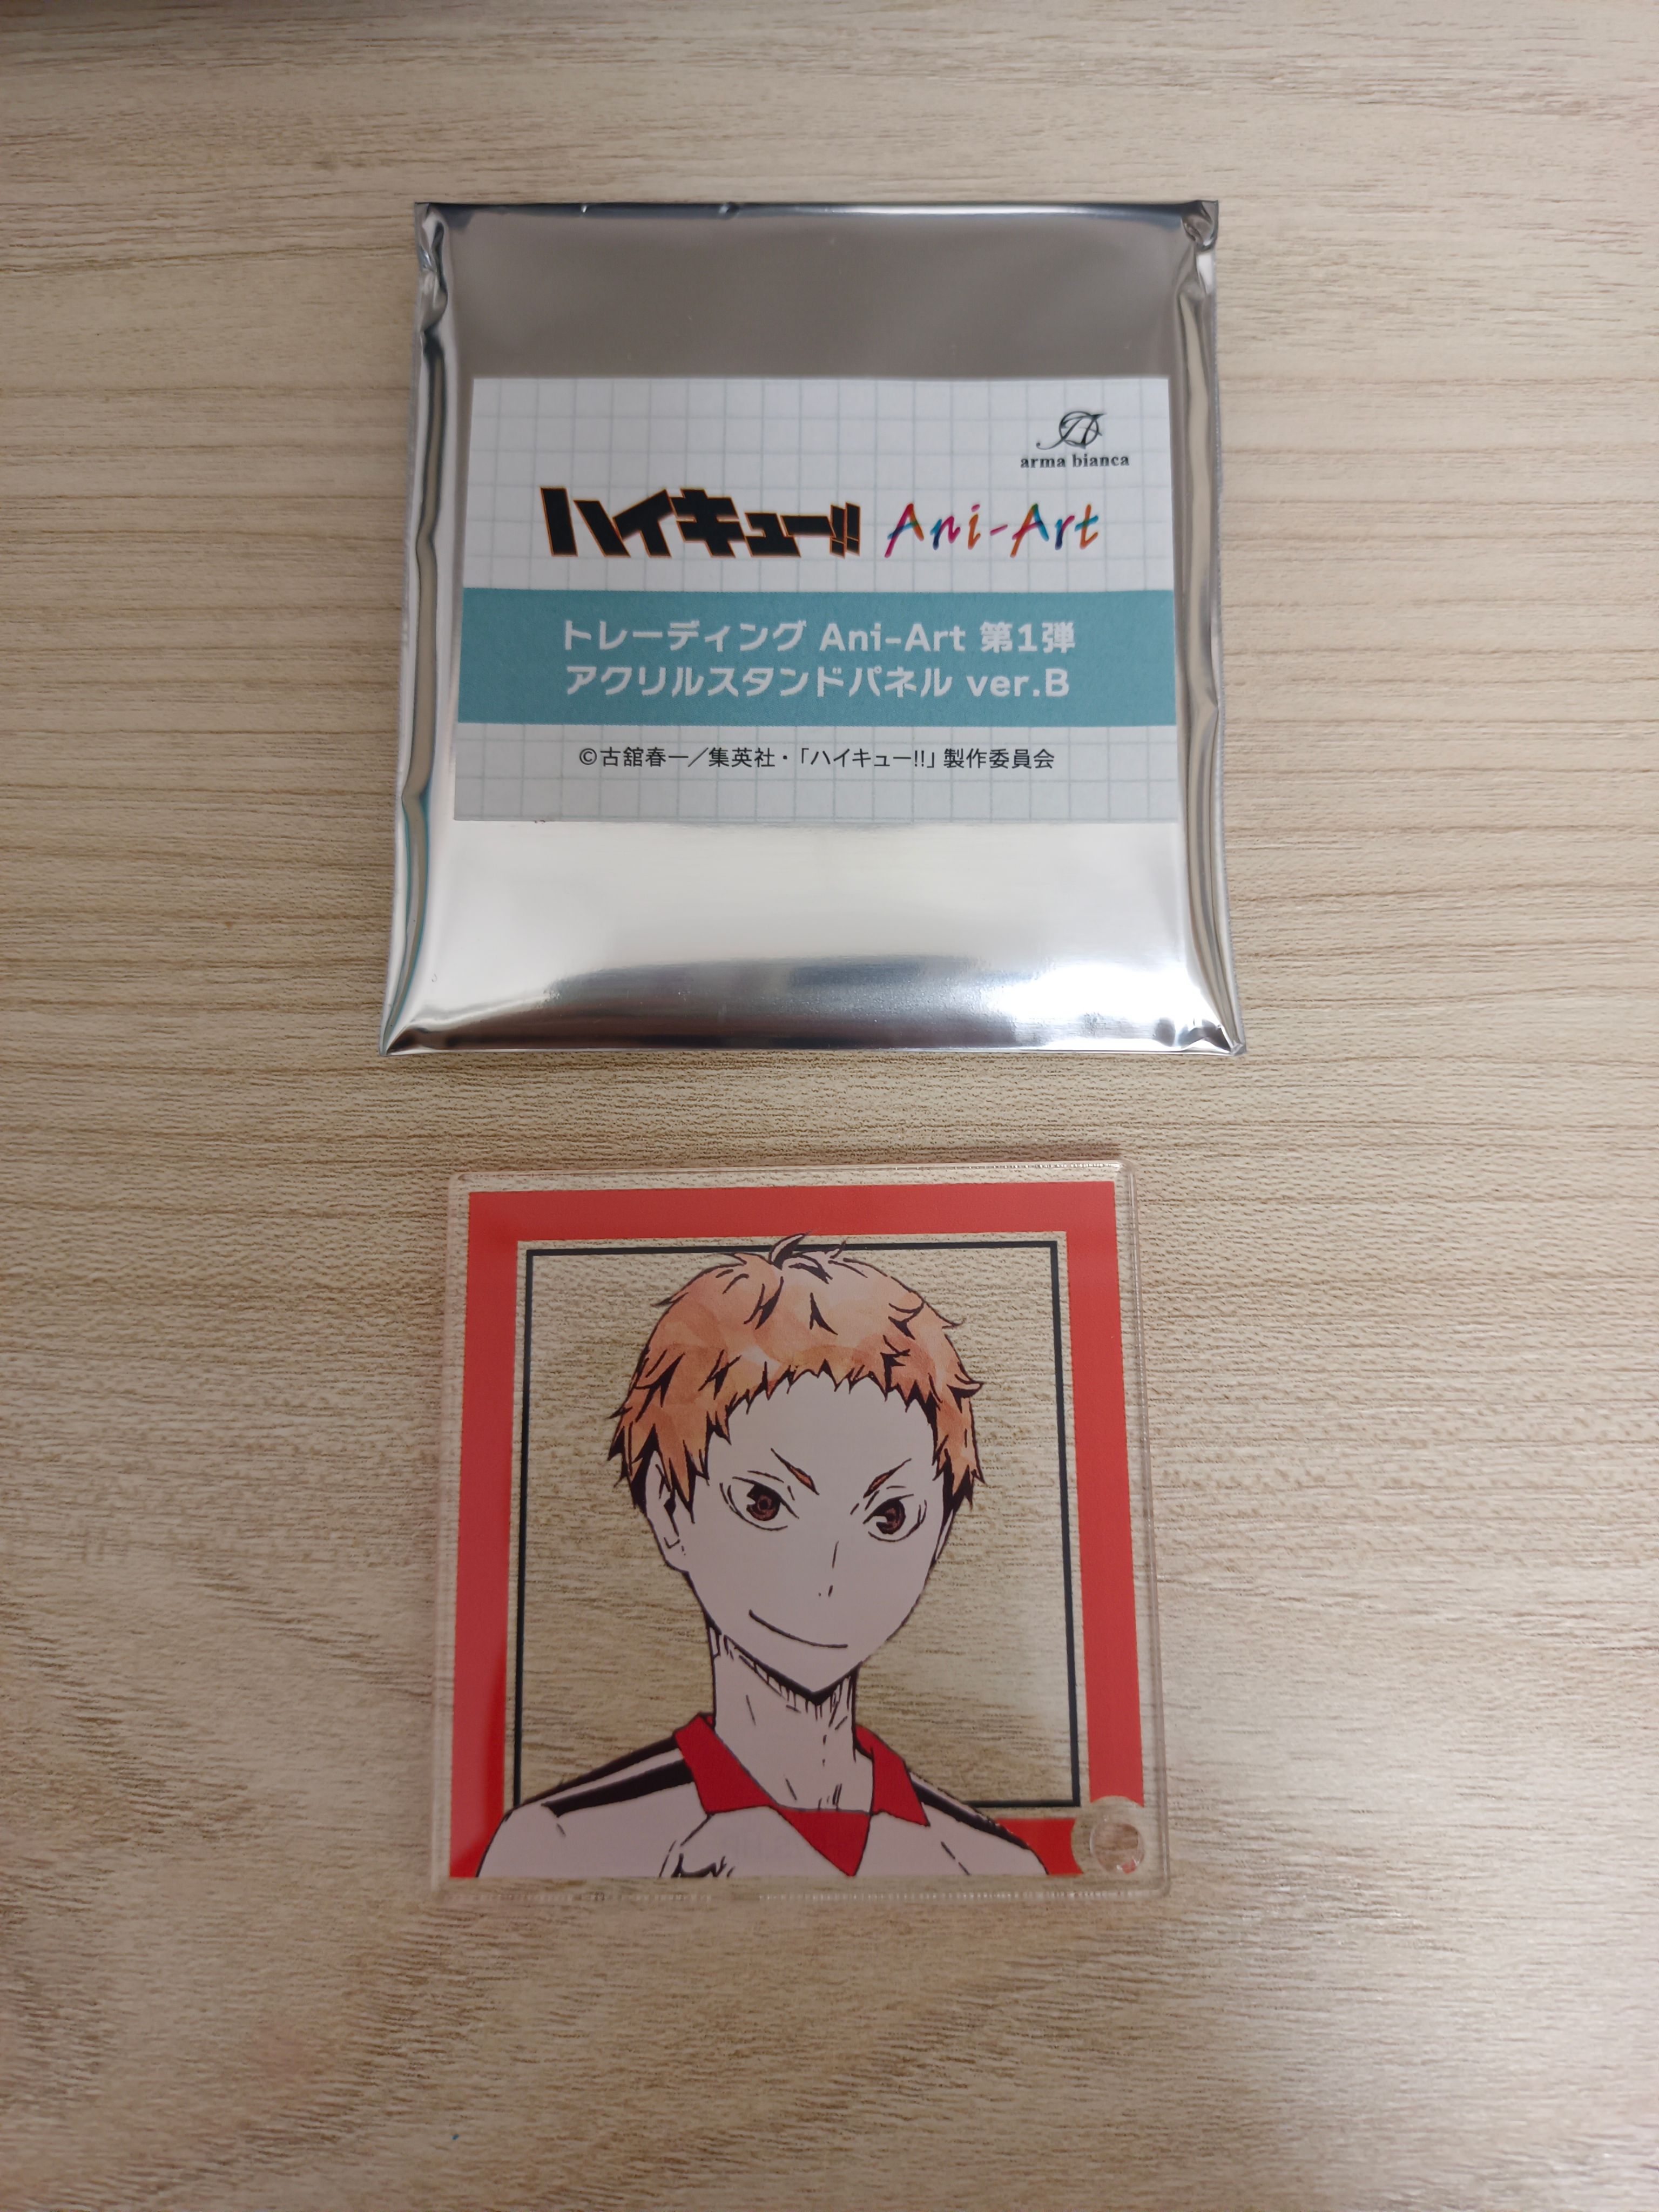 arma bianca
ハイキュー!! Ani-Art
トレーディング Ani-Art 第1弾
アクリルスタンドパネル ver.B
©古舘春一／集英社・「ハイキュー!!」製作委員会